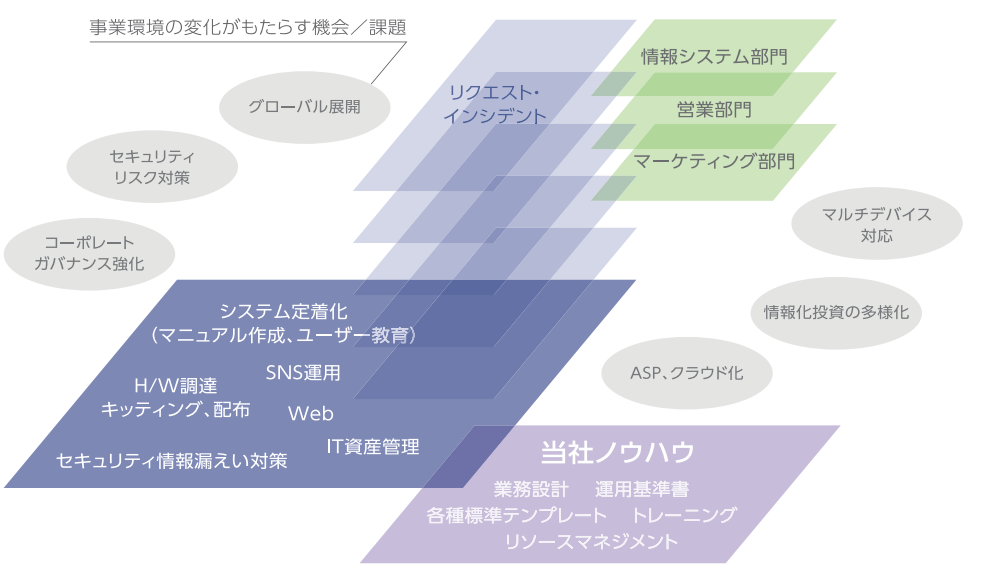 事業環境の変化がもたらす機会／課題
グローバル展開
セキュリティ
リスク対策
コーポレート
ガバナンス強化
リクエスト・
インシデント
情報システム部門
営業部門
マーケティング部門
マルチデバイス
対応
情報化投資の多様化
ASP、クラウド化
システム定着化
（マニュアル作成、ユーザー教育）
SNS運用
H/W調達
キッティング、配布
Web
IT資産管理
セキュリティ情報漏えい対策
当社ノウハウ
業務設計　運用基準書
各種標準テンプレート　トレーニング
リソースマネジメント